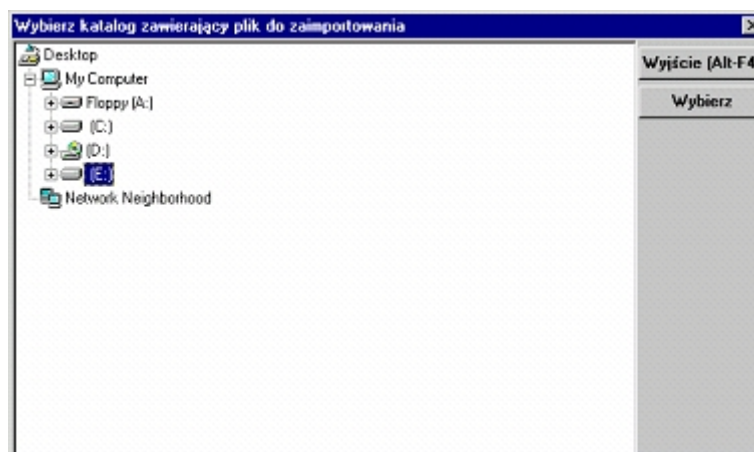 Wybierz katalog zawierający plik do zaimportowania
Desktop
Wyjście (Alt-F4
My Computer
Floppy (A:)
Wybierz
(C:)
(D:)
(E:)
Network Neighborhood